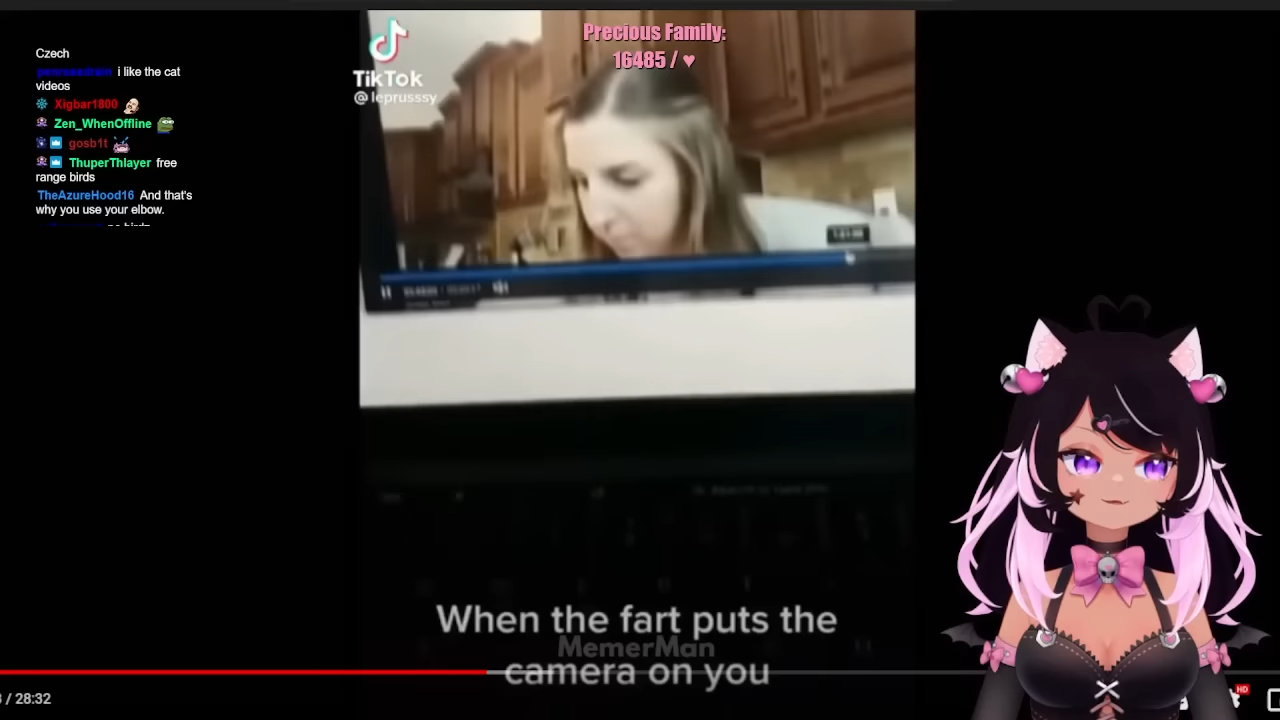 Precious Family:
16485 / ♥
TikTok
@leprusssy
Czech
i like the cat
videos
Xigbar1800
Zen_WhenOffline
gosb1t
ThuperThlayer free
range birds
TheAzureHood16 And that's
why you use your elbow.
When the fart puts the
MemerMan
camera on you
/ 28:32
HD